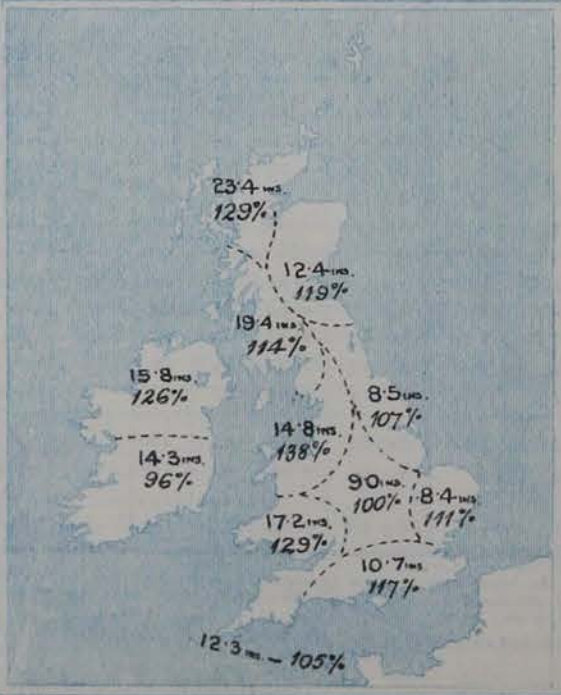 23·4 INS.
129%
12·4 INS.
119%
19·4 INS.
114%
15·8 INS.
126%
8·5 INS.
107%
14·8 INS.
138%
14·3 INS.
96%
9·0 INS.
100%
8·4 INS.
111%
17·2 INS.
129%
10·7 INS
117%
12·3 INS. — 105%